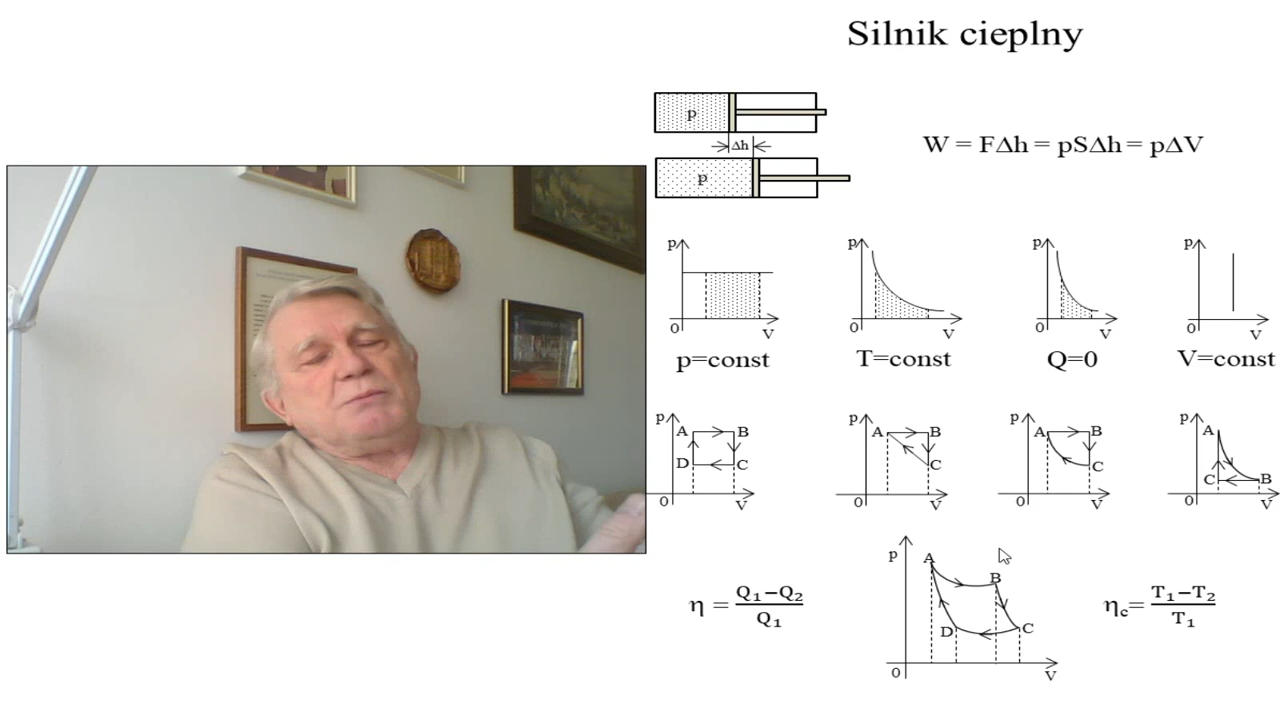 Silnik cieplny
p
Δh
p
W = FΔh = pSΔh = pΔV
p 0 V
p 0 V
p 0 V
p 0 V
p=const
T=const
Q=0
V=const
p A B D C 0 V
p A B C 0 V
p A B C 0 V
p A C B 0 V
η = Q₁−Q₂
Q₁
p A B D C 0 V
η꜀= T₁−T₂
T₁